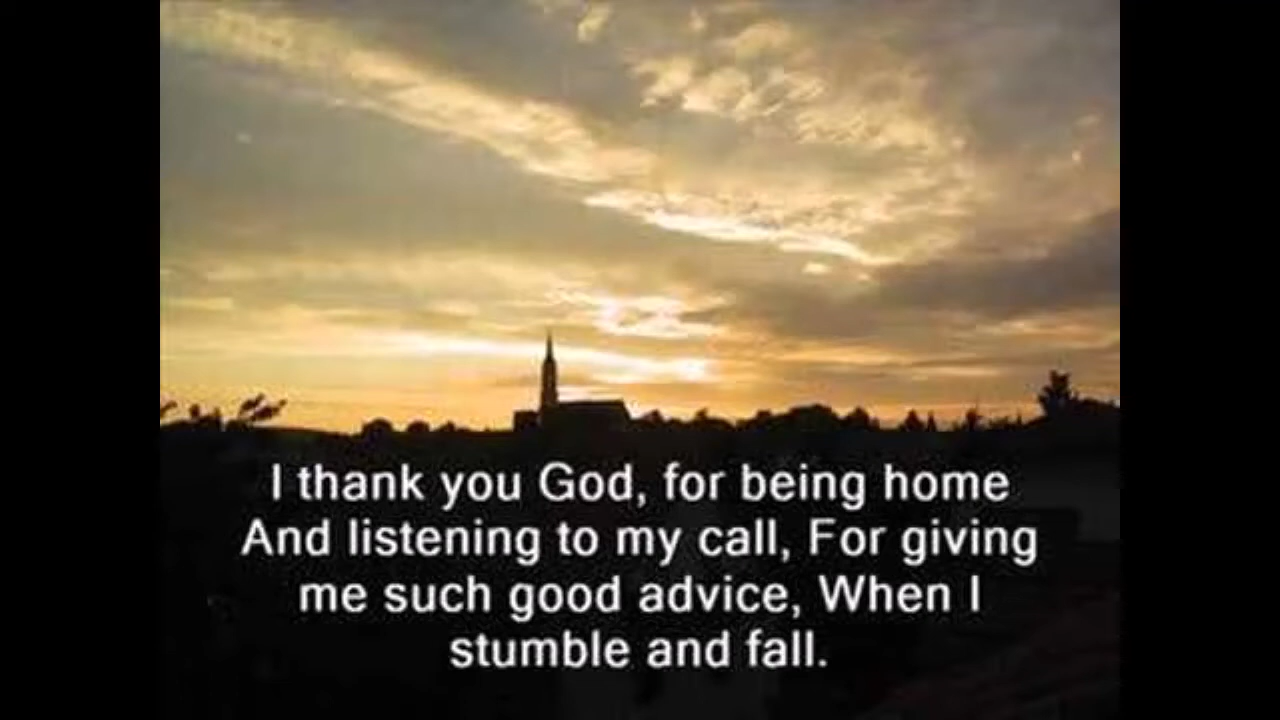 I thank you God, for being home
And listening to my call, For giving
me such good advice, When I
stumble and fall.